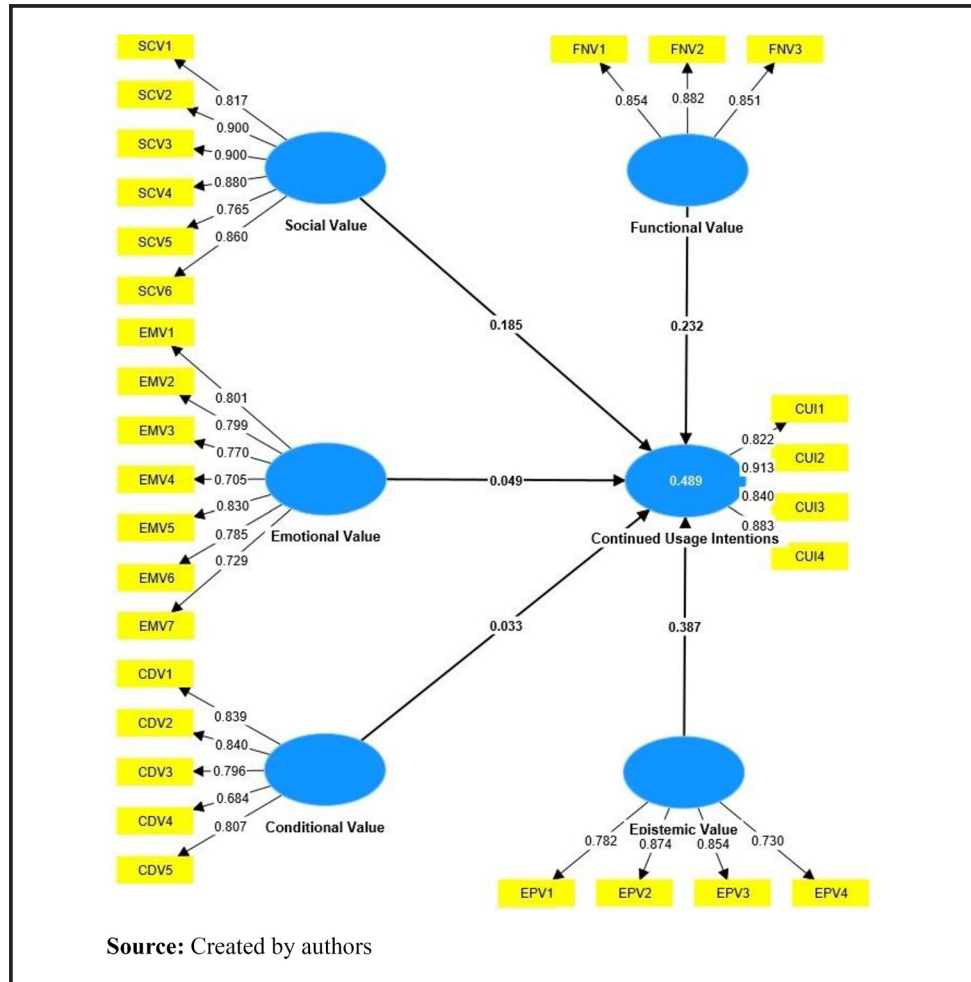 SCV1
SCV2
SCV3
SCV4
SCV5
SCV6
0.817
0.900
0.900
0.880
0.765
0.860
Social Value
FNV1 FNV2 FNV3
0.854 0.882 0.851
Functional Value
0.185
0.232
EMV1
EMV2
EMV3
EMV4
EMV5
EMV6
EMV7
0.801
0.799
0.770
0.705
0.830
0.785
0.729
Emotional Value
0.049
0.489
Continued Usage Intentions
0.822
0.913
0.840
0.883
CUI1
CUI2
CUI3
CUI4
0.033
0.387
CDV1
CDV2
CDV3
CDV4
CDV5
0.839
0.840
0.796
0.684
0.807
Conditional Value
Epistemic Value
0.782 0.874 0.854 0.730
EPV1 EPV2 EPV3 EPV4
Source: Created by authors